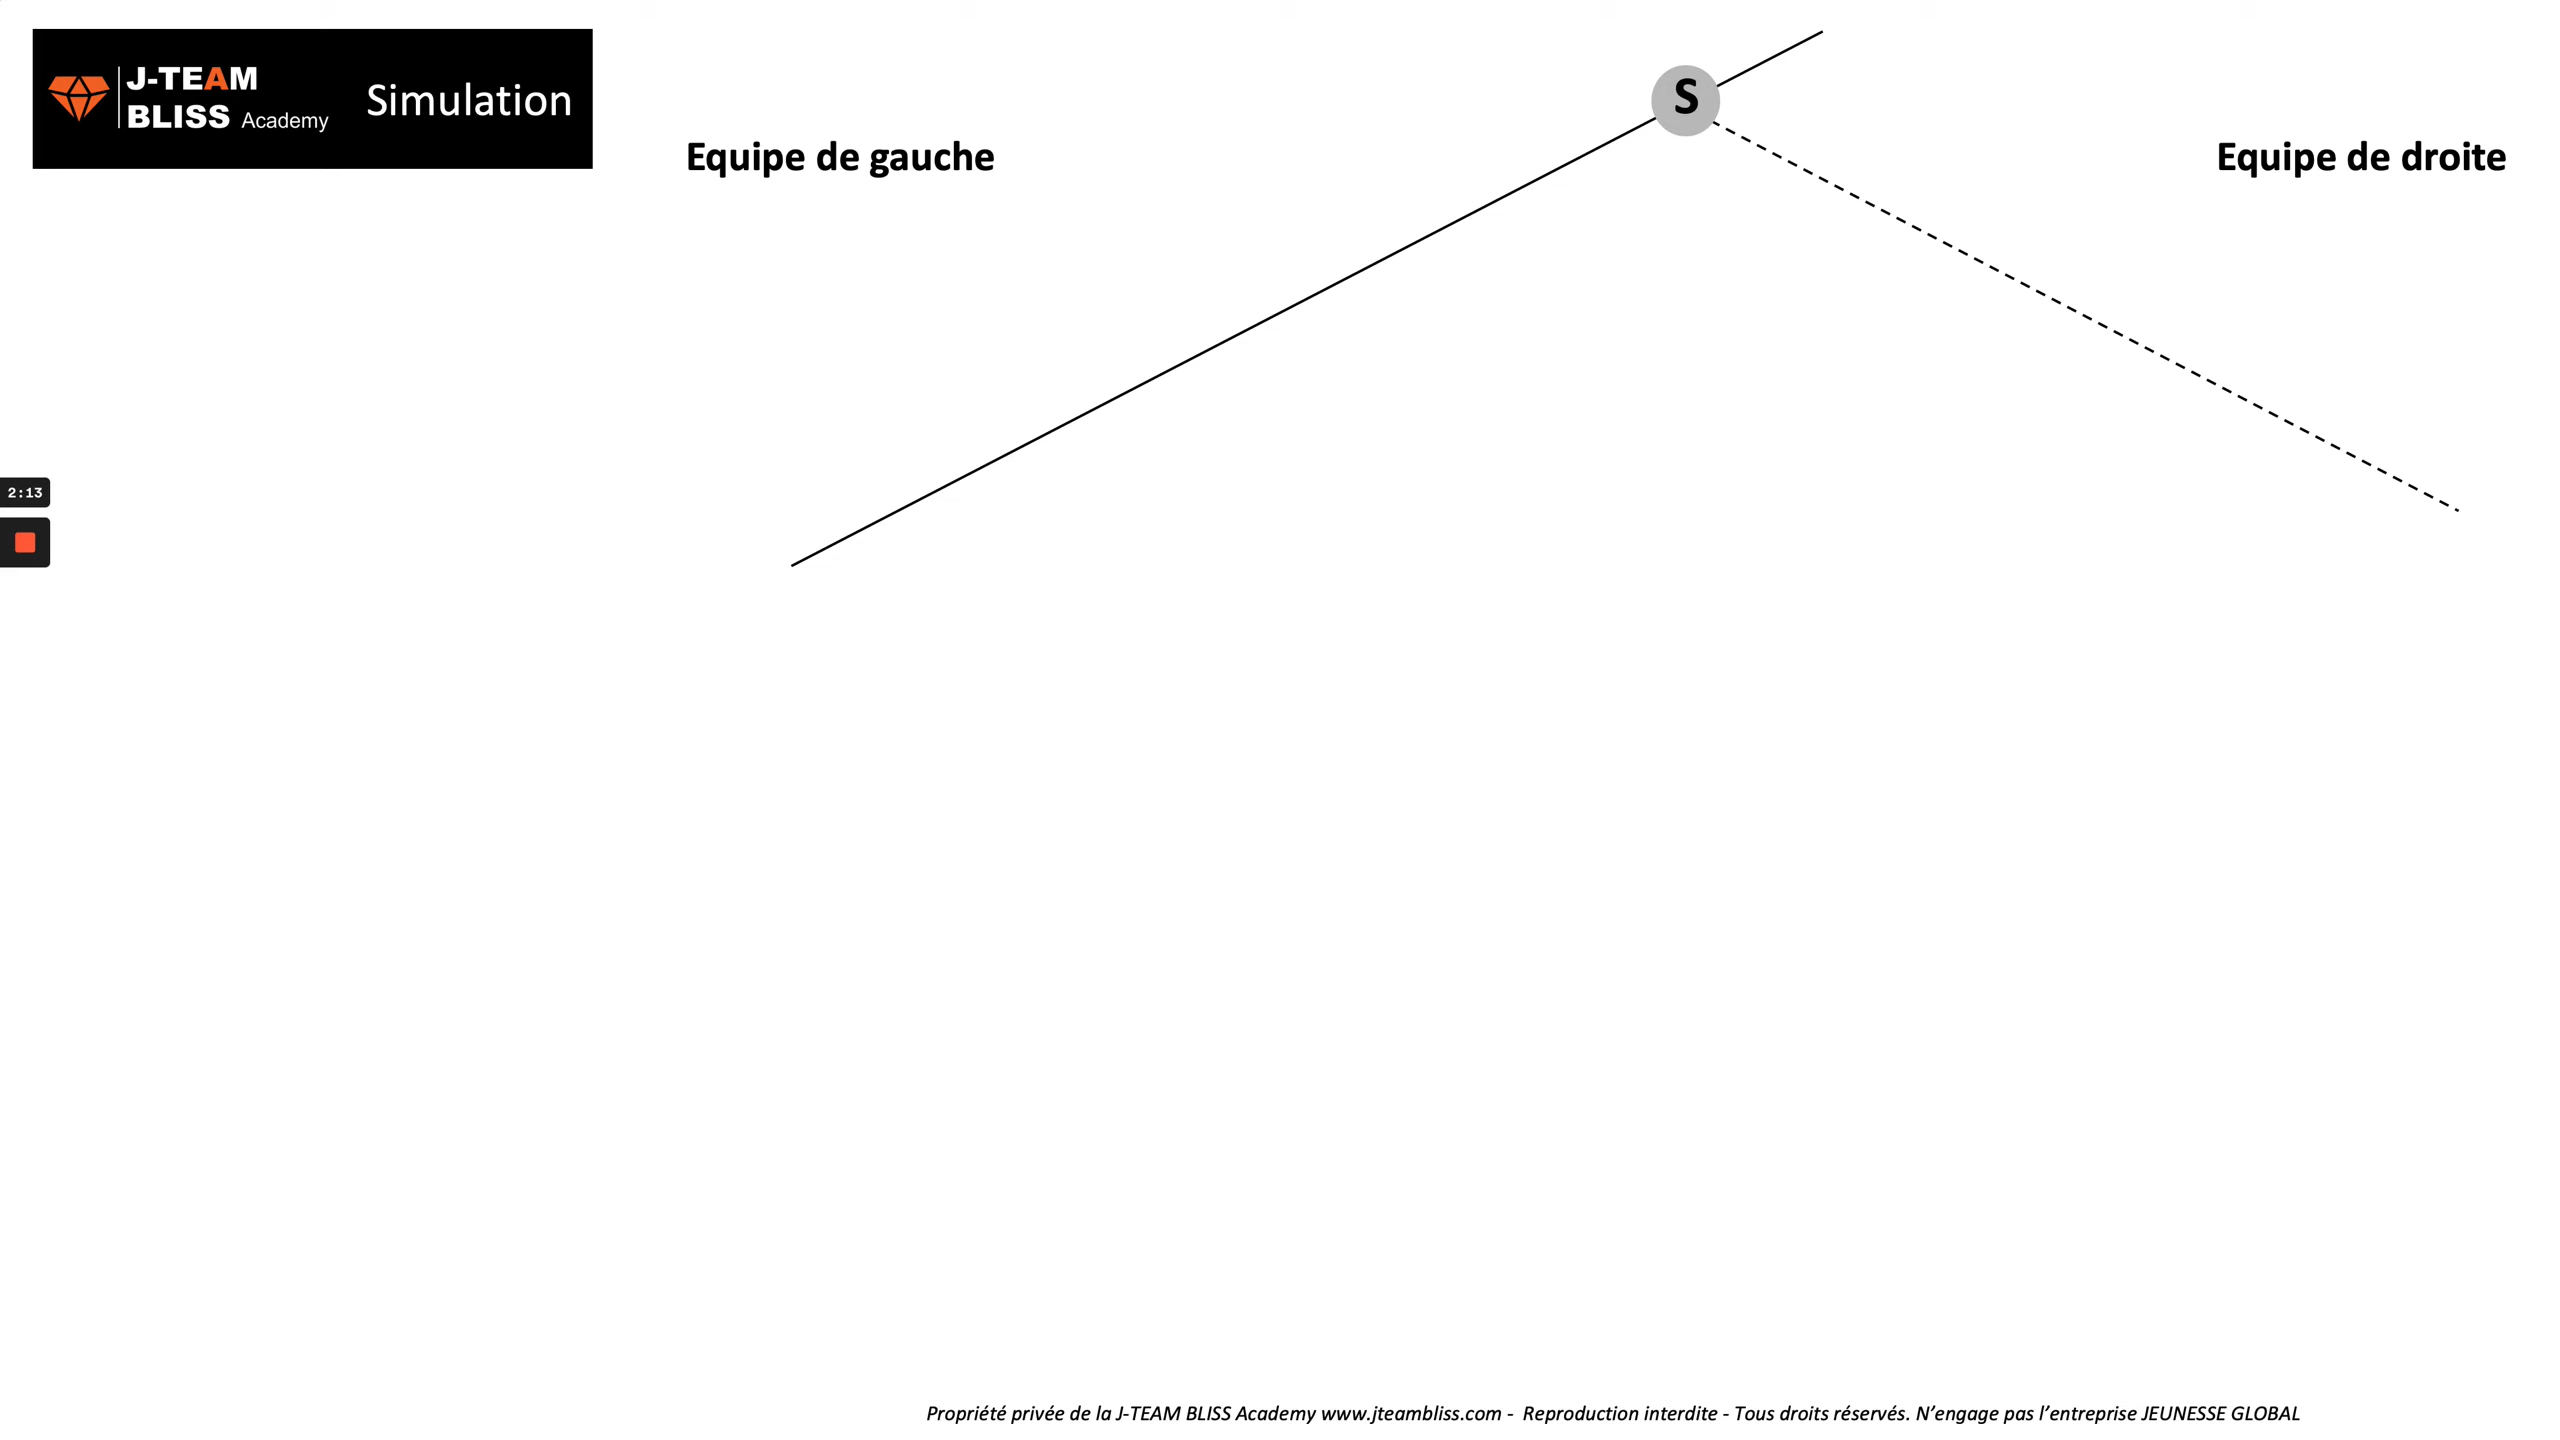 J-TEAM
BLISS Academy
Simulation
S
Equipe de gauche
Equipe de droite
2:13
Propriété privée de la J-TEAM BLISS Academy www.jteambliss.com - Reproduction interdite - Tous droits réservés. N’engage pas l’entreprise JEUNESSE GLOBAL